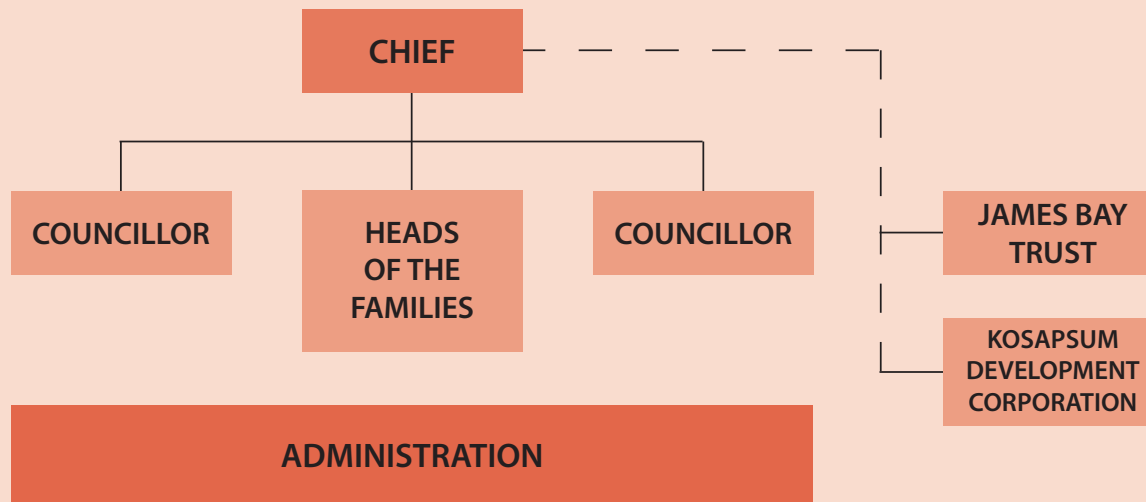 CHIEF
COUNCILLOR
HEADS
OF THE
FAMILIES
COUNCILLOR
JAMES BAY
TRUST
KOSAPSUM
DEVELOPMENT
CORPORATION
ADMINISTRATION